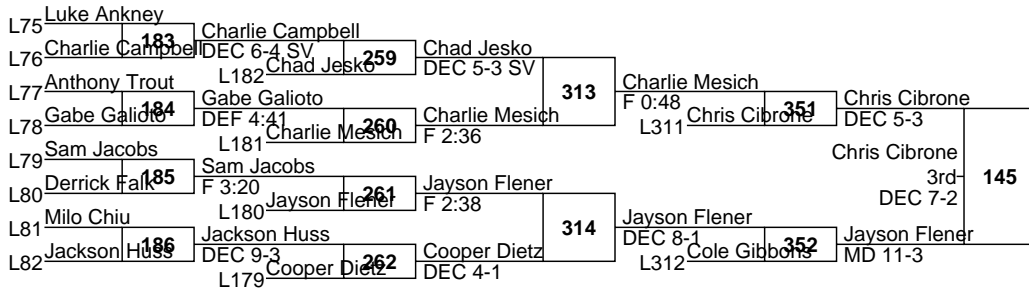 L75 Luke Ankney
183
L76 Charlie Campbell
Charlie Campbell
DEC 6-4 SV
L182 Chad Jesko
259
Chad Jesko
DEC 5-3 SV
L77 Anthony Trout
184
L78 Gabe Galioto
Gabe Galioto
DEF 4:41
L181 Charlie Mesich
260
Charlie Mesich
F 2:36
313
Charlie Mesich
F 0:48
L311 Chris Cibrone
351
Chris Cibrone
DEC 5-3
L79 Sam Jacobs
185
L80 Derrick Falk
Sam Jacobs
F 3:20
L180 Jayson Flener
261
Jayson Flener
F 2:38
L81 Milo Chiu
186
L82 Jackson Huss
Jackson Huss
DEC 9-3
L179 Cooper Dietz
262
Cooper Dietz
DEC 4-1
314
Jayson Flener
DEC 8-1
L312 Cole Gibbons
352
Jayson Flener
MD 11-3
Chris Cibrone
3rd
DEC 7-2
145